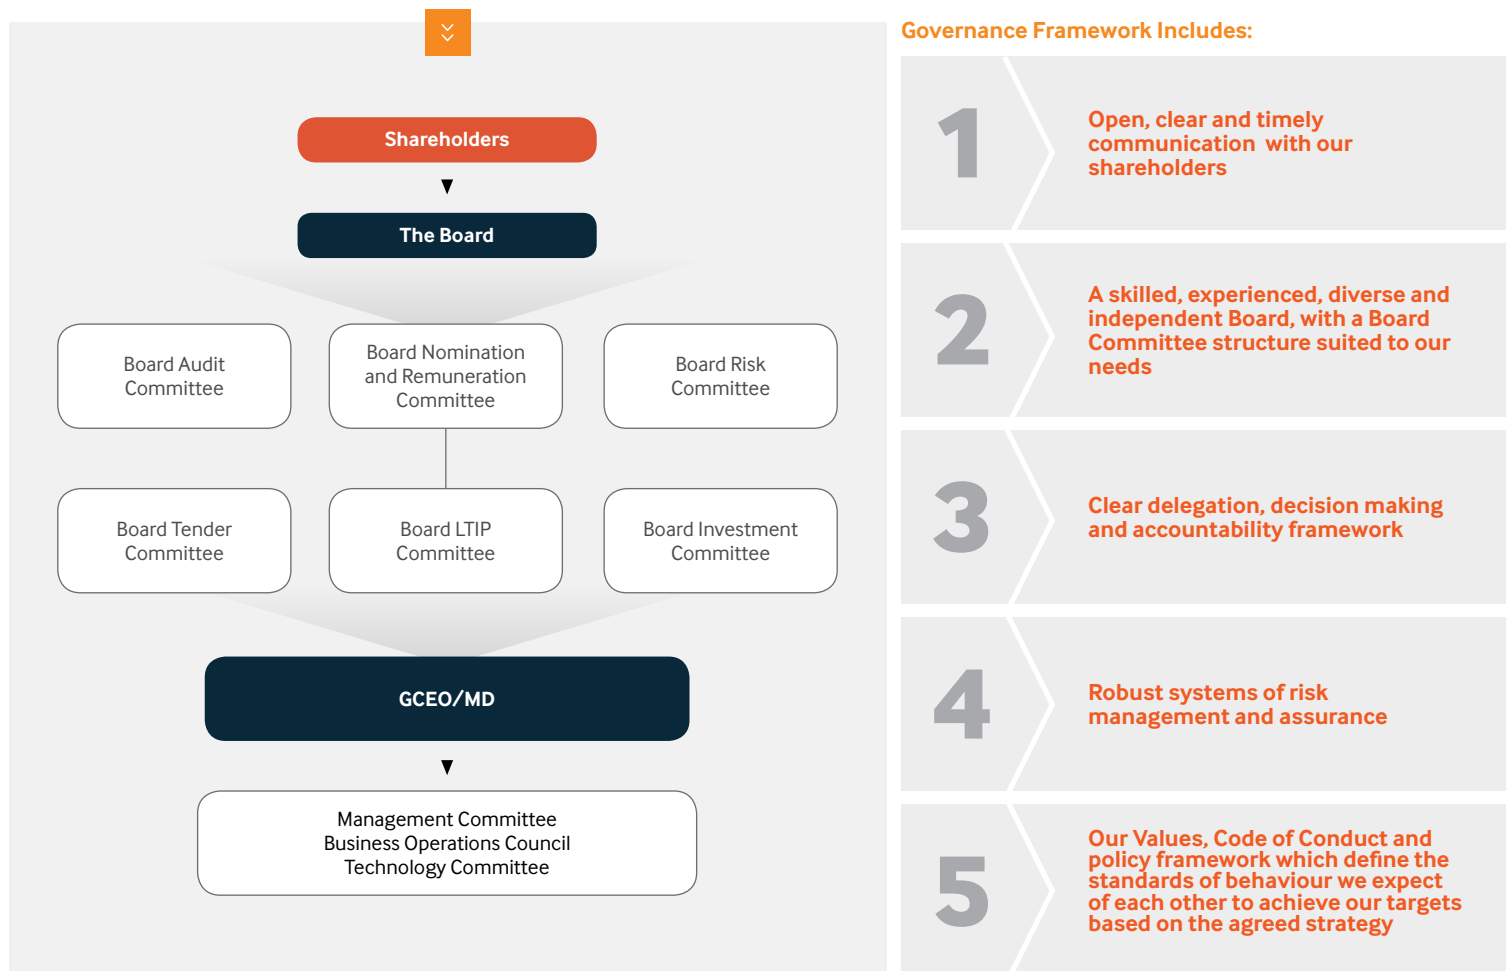 Shareholders
The Board
Board Audit
Committee
Board Nomination
and Remuneration
Committee
Board Risk
Committee
Board Tender
Committee
Board LTIP
Committee
Board Investment
Committee
GCEO/MD
Management Committee
Business Operations Council
Technology Committee
Governance Framework Includes:
1
Open, clear and timely
communication with our
shareholders
2
A skilled, experienced, diverse and
independent Board, with a Board
Committee structure suited to our
needs
3
Clear delegation, decision making
and accountability framework
4
Robust systems of risk
management and assurance
5
Our Values, Code of Conduct and
policy framework which define the
standards of behaviour we expect
of each other to achieve our targets
based on the agreed strategy